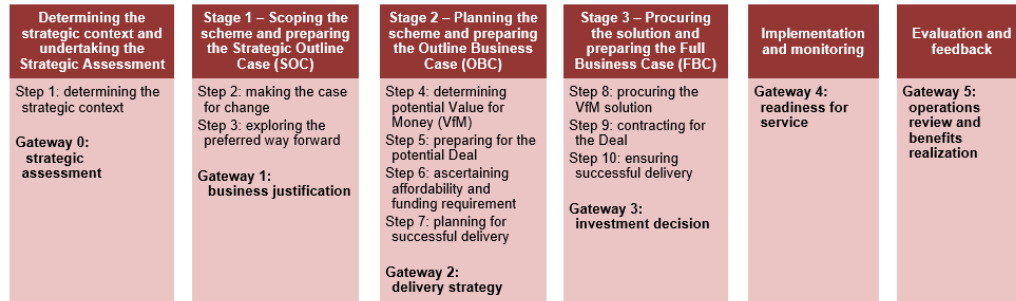 Determining the
strategic context and
undertaking the
Strategic Assessment
Step 1: determining the
strategic context
Gateway 0:
strategic
assessment
Stage 1 – Scoping the
scheme and preparing
the Strategic Outline
Case (SOC)
Step 2: making the case
for change
Step 3: exploring the
preferred way forward
Gateway 1:
business justification
Stage 2 – Planning the
scheme and preparing
the Outline Business
Case (OBC)
Step 4: determining
potential Value for
Money (VfM)
Step 5: preparing for the
potential Deal
Step 6: ascertaining
affordability and
funding requirement
Step 7: planning for
successful delivery
Gateway 2:
delivery strategy
Stage 3 – Procuring
the solution and
preparing the Full
Business Case (FBC)
Step 8: procuring the
VfM solution
Step 9: contracting for
the Deal
Step 10: ensuring
successful delivery
Gateway 3:
investment decision
Implementation
and monitoring
Gateway 4:
readiness for
service
Evaluation and
feedback
Gateway 5:
operations
review and
benefits
realization